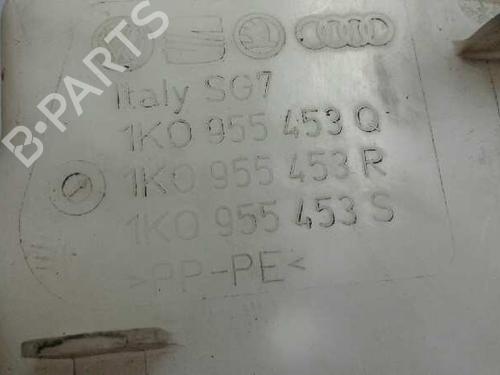 B-PARTS
Italy SG7
1K0 955 453 Q
1K0 955 453 R
1K0 955 453 S
>PP-PE<